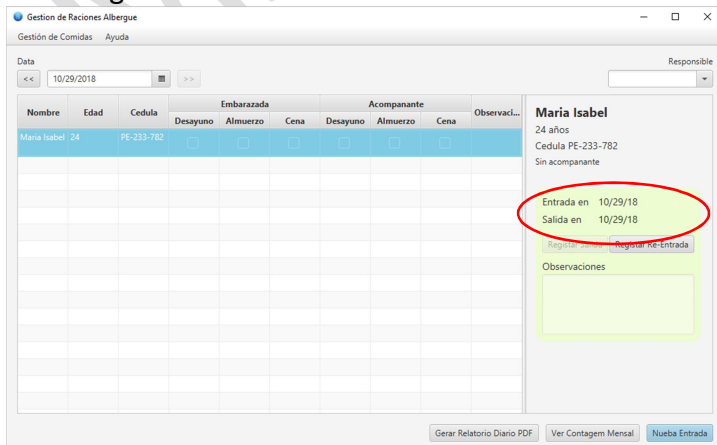 Gestion de Raciones Albergue
Gestión de Comidas Ayuda
Data
Responsible
<< 10/29/2018 >>
Nombre Edad Cedula Embarazada Acompanante Observaci...
Desayuno Almuerzo Cena Desayuno Almuerzo Cena
Maria Isabel 24 PE-233-782
Maria Isabel
24 años
Cedula PE-233-782
Sin acompanante
Entrada en 10/29/18
Salida en 10/29/18
Registar Salida Registar Re-Entrada
Observaciones
Gerar Relatorio Diario PDF Ver Contagem Mensal Nueba Entrada